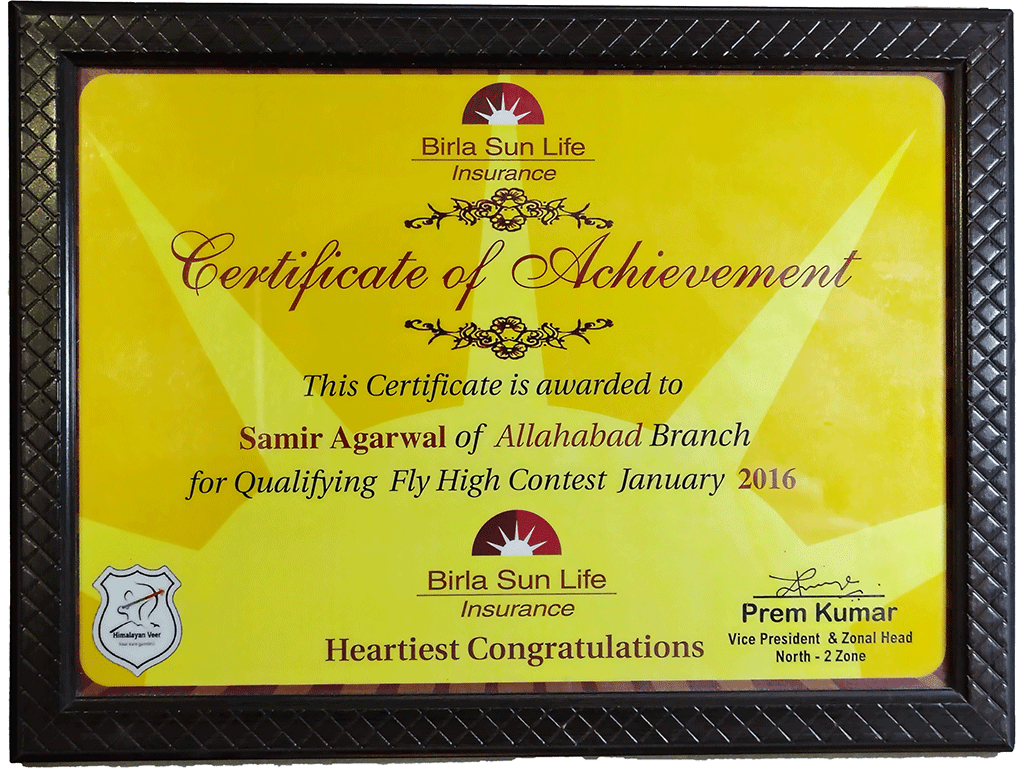 Birla Sun Life
Insurance
Certificate of Achievement
This Certificate is awarded to
Samir Agarwal of Allahabad Branch
for Qualifying Fly High Contest January 2016
Birla Sun Life
Insurance
Heartiest Congratulations
Himalayan Veer
Prem Kumar
Vice President & Zonal Head
North - 2 Zone